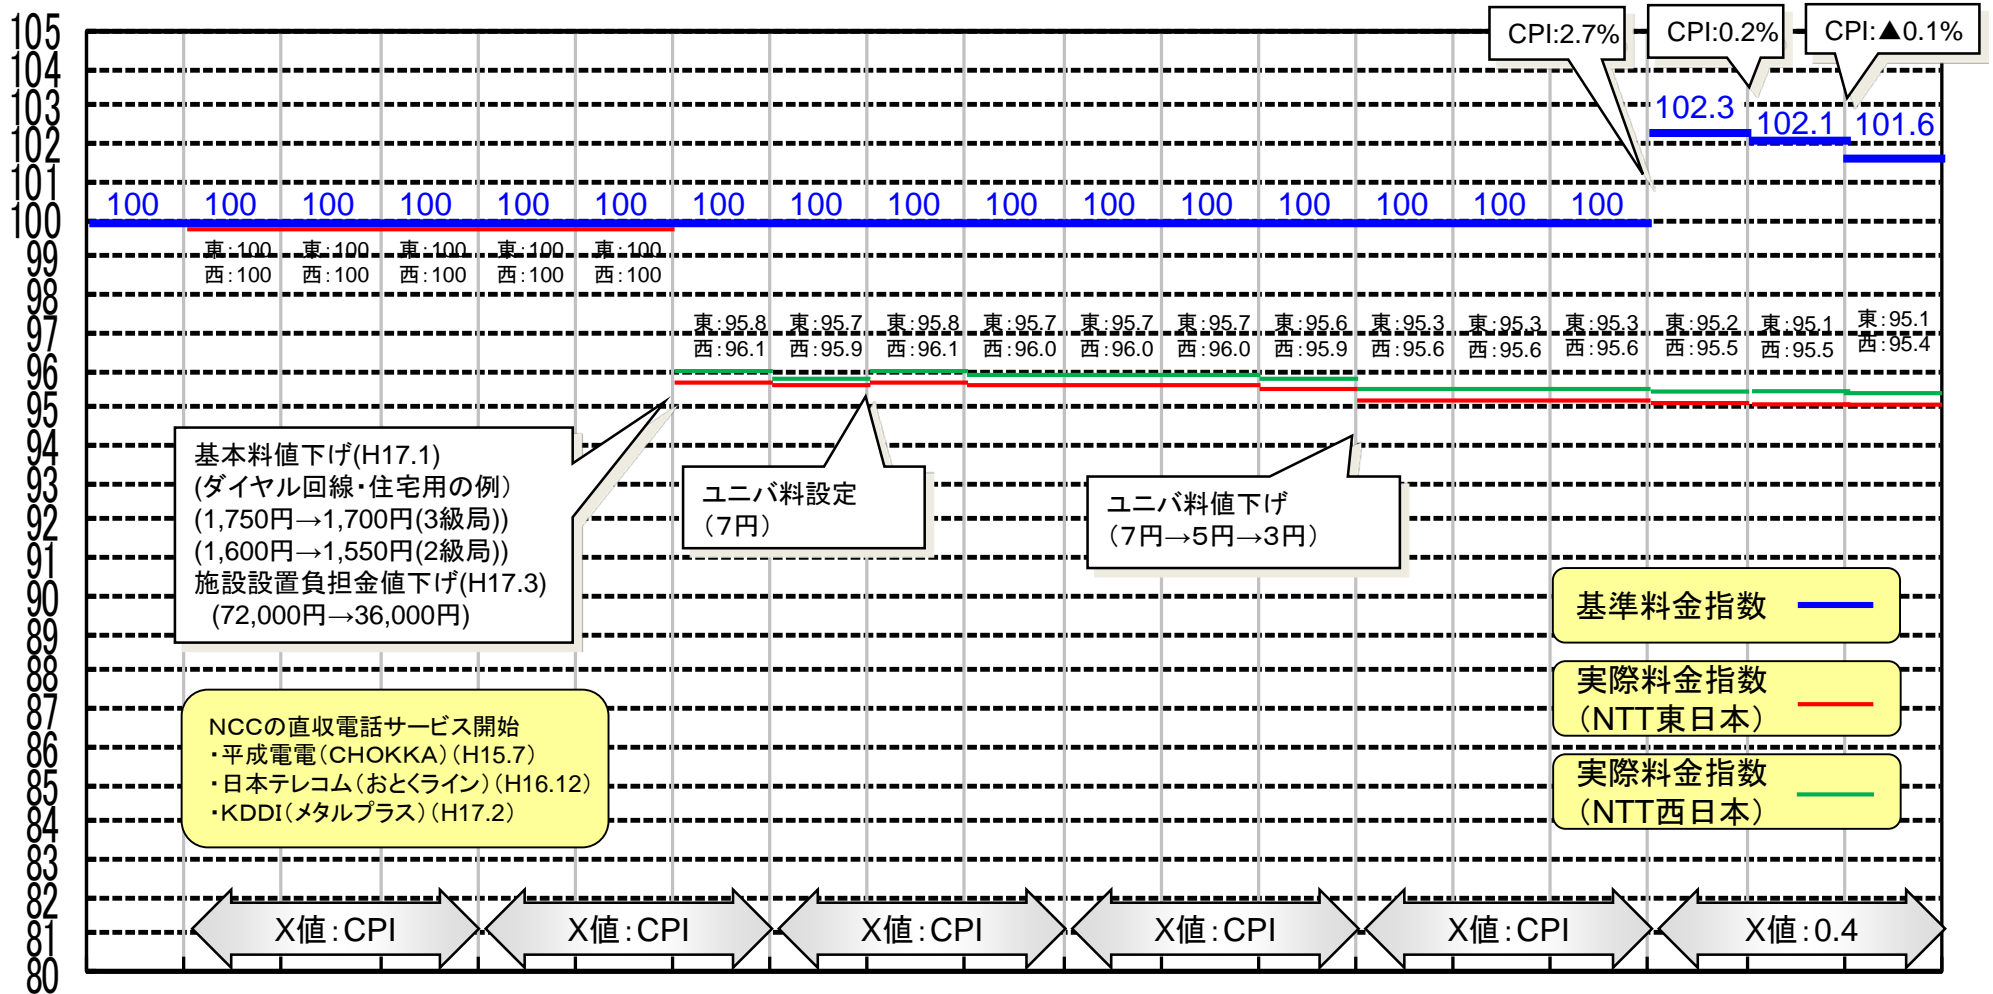 105
104
103
102
101
100
99
98
97
96
95
94
93
92
91
90
89
88
87
86
85
84
83
82
81
80
CPI:2.7%
CPI:0.2%
CPI:▲0.1%
102.3
102.1
101.6
100 100 100 100 100 100 100 100 100 100 100 100 100 100 100 100
東:100 東:100 東:100 東:100 東:100
西:100 西:100 西:100 西:100 西:100
東:95.8 東:95.7 東:95.8 東:95.7 東:95.7 東:95.7 東:95.6 東:95.3 東:95.3 東:95.3 東:95.2 東:95.1 東:95.1
西:96.1 西:95.9 西:96.1 西:96.0 西:96.0 西:96.0 西:95.9 西:95.6 西:95.6 西:95.6 西:95.5 西:95.5 西:95.4
基本料値下げ(H17.1)
(ダイヤル回線・住宅用の例)
(1,750円→1,700円(3級局))
(1,600円→1,550円(2級局))
施設設置負担金値下げ(H17.3)
(72,000円→36,000円)
ユニバ料設定
(7円)
ユニバ料値下げ
(7円→5円→3円)
基準料金指数
実際料金指数
(NTT東日本)
実際料金指数
(NTT西日本)
NCCの直収電話サービス開始
・平成電電(CHOKKA)(H15.7)
・日本テレコム(おとくライン)(H16.12)
・KDDI(メタルプラス)(H17.2)
X値:CPI X値:CPI X値:CPI X値:CPI X値:CPI X値:0.4